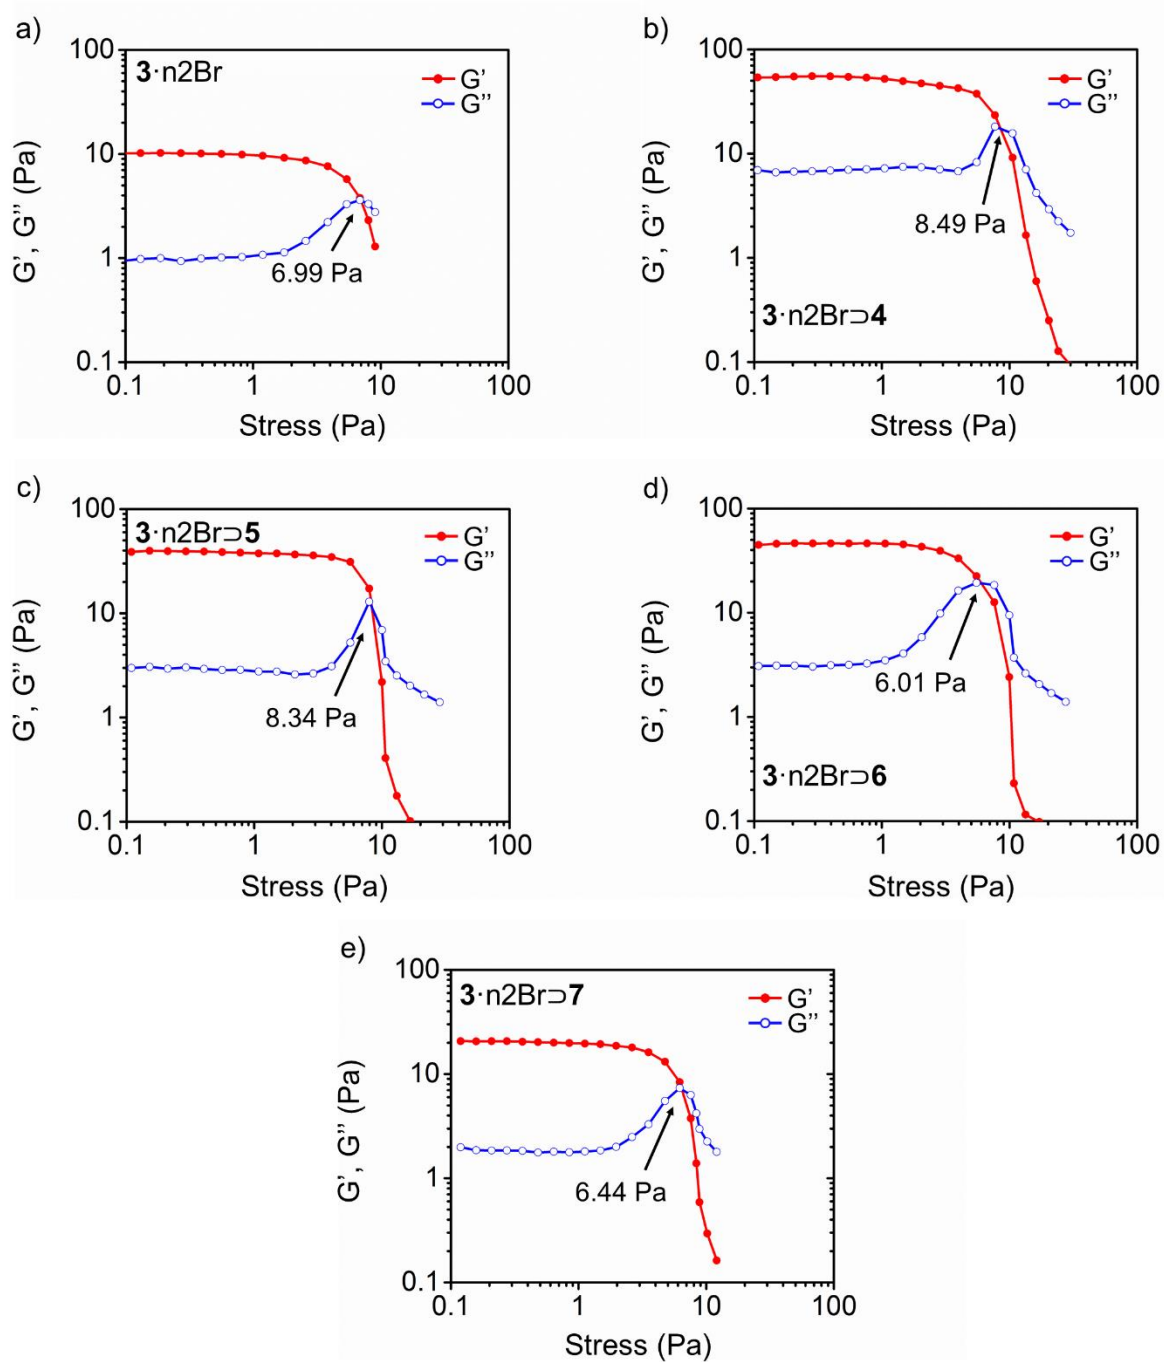 a)
3·n2Br
G'
G''
100
10
1
0.1
G', G'' (Pa)
6.99 Pa
0.1 1 10 100
Stress (Pa)
b)
G'
G''
100
10
1
0.1
G', G'' (Pa)
8.49 Pa
3·n2Br⊃4
0.1 1 10 100
Stress (Pa)
c)
3·n2Br⊃5
G'
G''
100
10
1
0.1
G', G'' (Pa)
8.34 Pa
0.1 1 10 100
Stress (Pa)
d)
G'
G''
100
10
1
0.1
G', G'' (Pa)
6.01 Pa
3·n2Br⊃6
0.1 1 10 100
Stress (Pa)
e)
3·n2Br⊃7
G'
G''
100
10
1
0.1
G', G'' (Pa)
6.44 Pa
0.1 1 10 100
Stress (Pa)